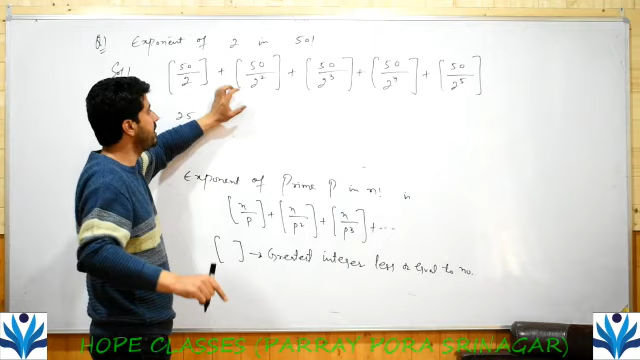 Q) Exponent of 2 in 50!
Sol [50/2] + [50/2²] + [50/2³] + [50/2⁴] + [50/2⁵]
25
Exponent of Prime P in n! is
[n/P] + [n/P²] + [n/P³] + ...
[ ] → Greatest integer less or equal to no.
HOPE CLASSES (PARRAY PORA SRINAGAR)